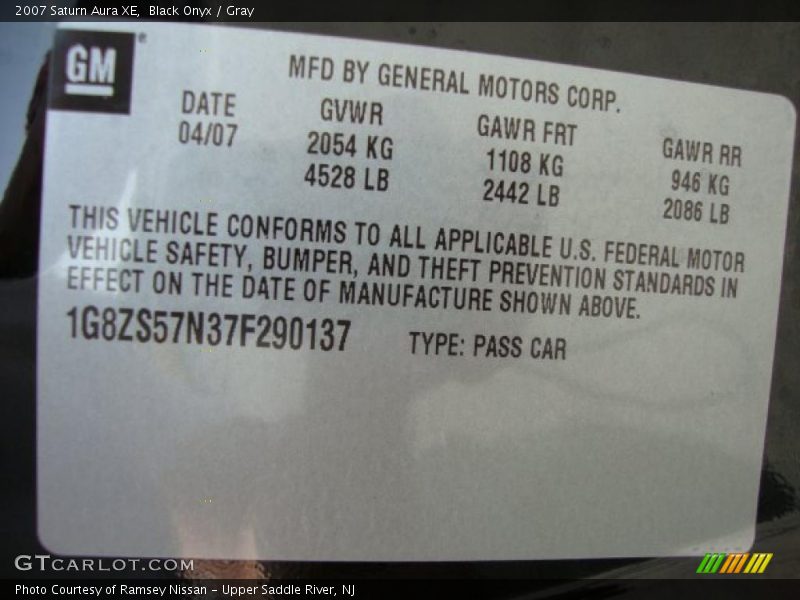 2007 Saturn Aura XE, Black Onyx / Gray
GM
MFD BY GENERAL MOTORS CORP.
DATE GVWR GAWR FRT GAWR RR
04/07 2054 KG 1108 KG 946 KG
4528 LB 2442 LB 2086 LB
THIS VEHICLE CONFORMS TO ALL APPLICABLE U.S. FEDERAL MOTOR
VEHICLE SAFETY, BUMPER, AND THEFT PREVENTION STANDARDS IN
EFFECT ON THE DATE OF MANUFACTURE SHOWN ABOVE.
1G8ZS57N37F290137 TYPE: PASS CAR
GTCARLOT.COM
Photo Courtesy of Ramsey Nissan - Upper Saddle River, NJ